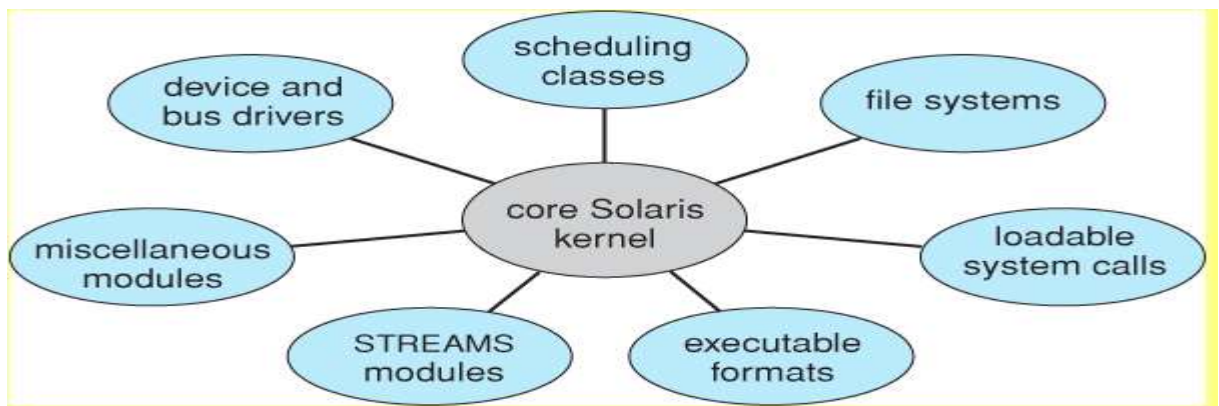 scheduling
classes
device and
bus drivers
file systems
core Solaris
kernel
miscellaneous
modules
loadable
system calls
STREAMS
modules
executable
formats